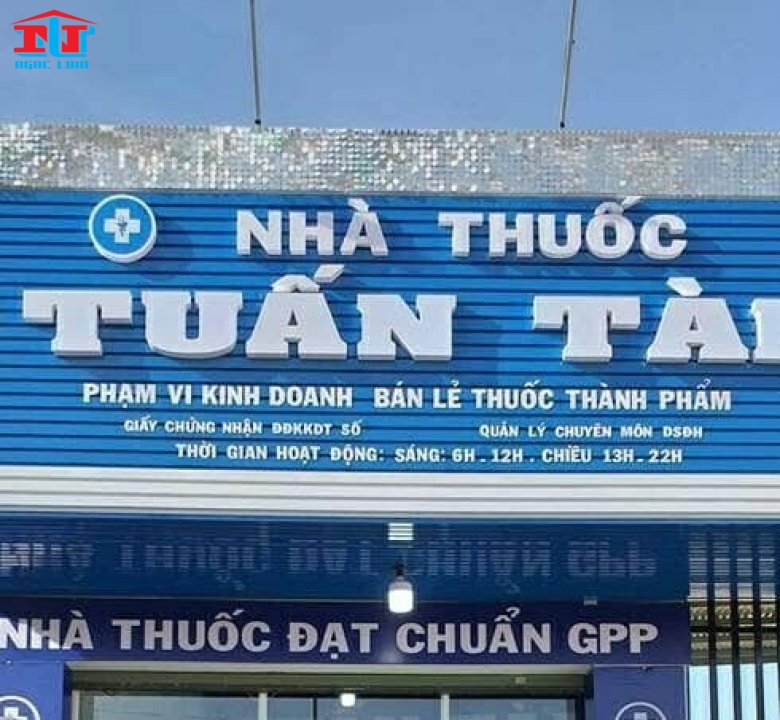 NGOC LONG
NHÀ THUỐC
TUẤN TÀI
PHẠM VI KINH DOANH BÁN LẺ THUỐC THÀNH PHẨM
GIẤY CHỨNG NHẬN ĐĐKKDT SỐ QUẢN LÝ CHUYÊN MÔN DSĐH
THỜI GIAN HOẠT ĐỘNG: SÁNG: 6H - 12H . CHIỀU 13H - 22H
NHÀ THUỐC ĐẠT CHUẨN GPP